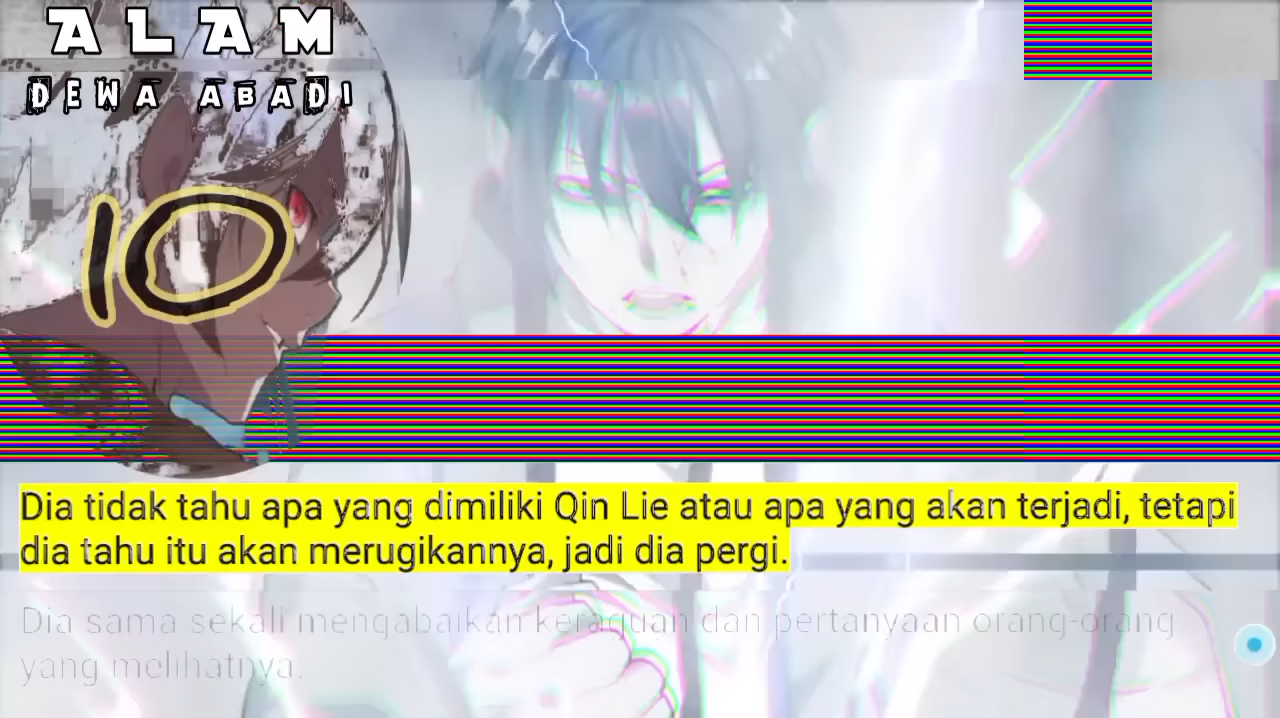 ALAM
DEWA ABADI
10
Dia tidak tahu apa yang dimiliki Qin Lie atau apa yang akan terjadi, tetapi
dia tahu itu akan merugikannya, jadi dia pergi.
Dia sama sekali mengabaikan keraguan dan pertanyaan orang-orang
yang melihatnya.